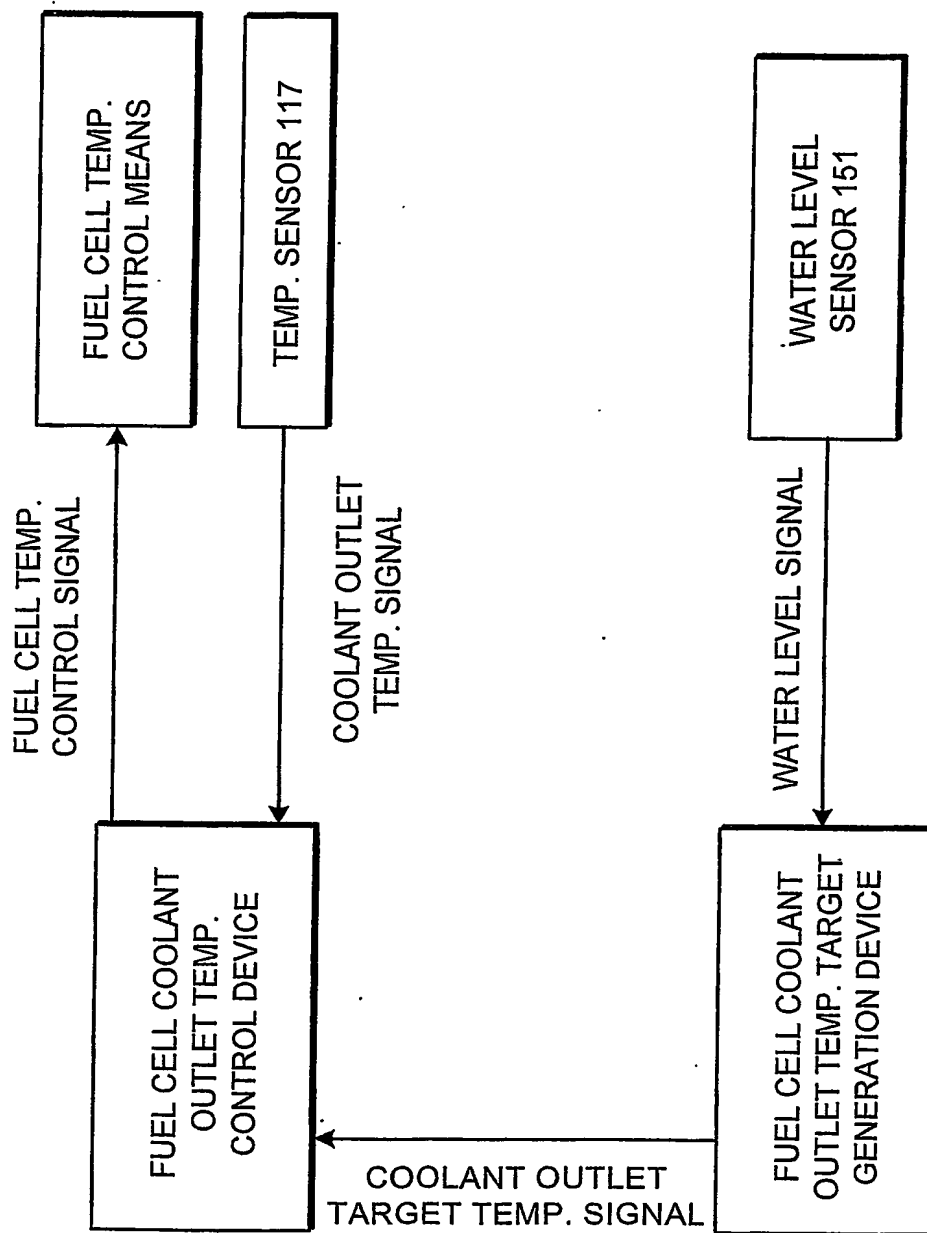 FUEL CELL TEMP.
CONTROL MEANS
TEMP. SENSOR 117
WATER LEVEL
SENSOR 151
FUEL CELL TEMP.
CONTROL SIGNAL
COOLANT OUTLET
TEMP. SIGNAL
WATER LEVEL SIGNAL
FUEL CELL COOLANT
OUTLET TEMP.
CONTROL DEVICE
FUEL CELL COOLANT
OUTLET TEMP. TARGET
GENERATION DEVICE
COOLANT OUTLET
TARGET TEMP. SIGNAL